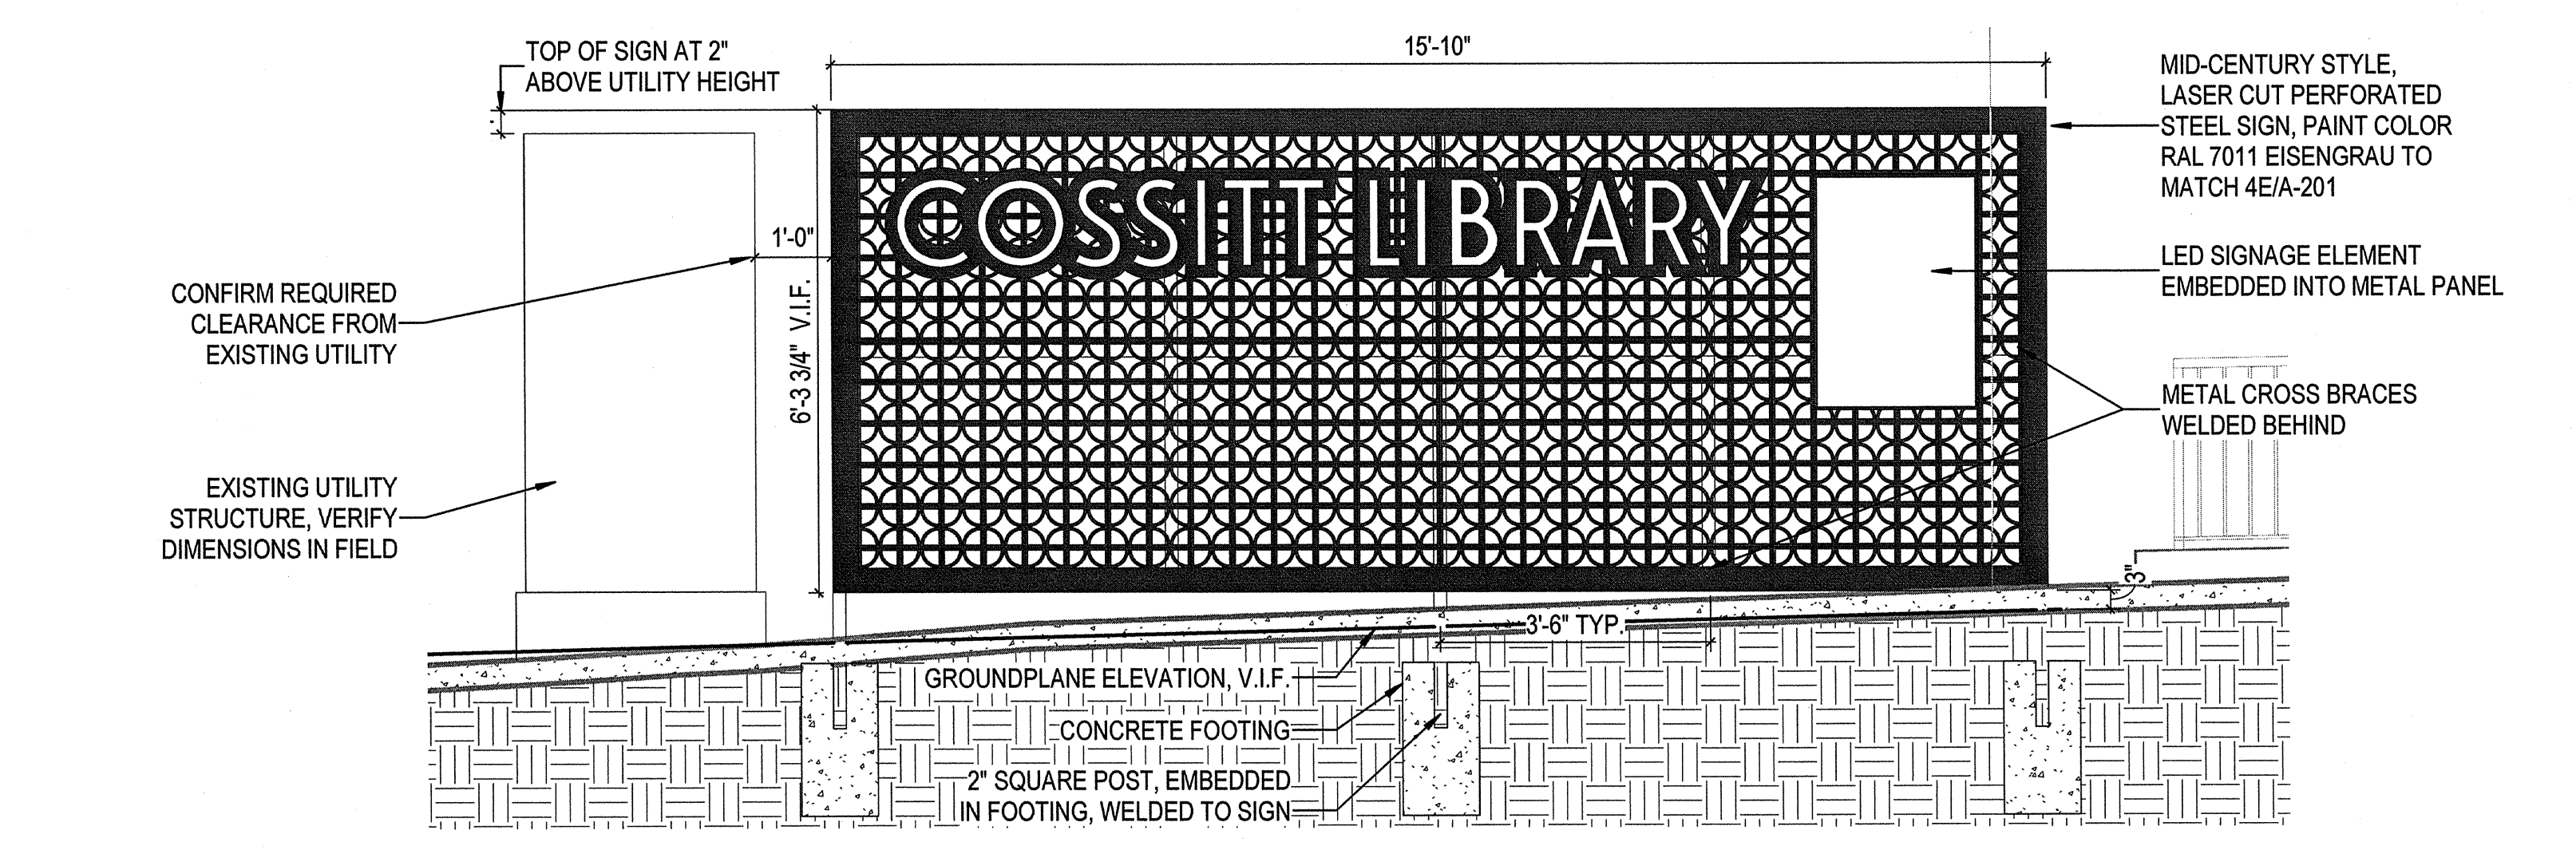 TOP OF SIGN AT 2"
ABOVE UTILITY HEIGHT
15'-10"
MID-CENTURY STYLE,
LASER CUT PERFORATED
STEEL SIGN, PAINT COLOR
RAL 7011 EISENGRAU TO
MATCH 4E/A-201
COSSITT LIBRARY
1'-0"
6'-3 3/4" V.I.F.
LED SIGNAGE ELEMENT
EMBEDDED INTO METAL PANEL
CONFIRM REQUIRED
CLEARANCE FROM
EXISTING UTILITY
METAL CROSS BRACES
WELDED BEHIND
EXISTING UTILITY
STRUCTURE, VERIFY
DIMENSIONS IN FIELD
3"
3'-6" TYP.
GROUNDPLANE ELEVATION, V.I.F.
CONCRETE FOOTING
2" SQUARE POST, EMBEDDED
IN FOOTING, WELDED TO SIGN